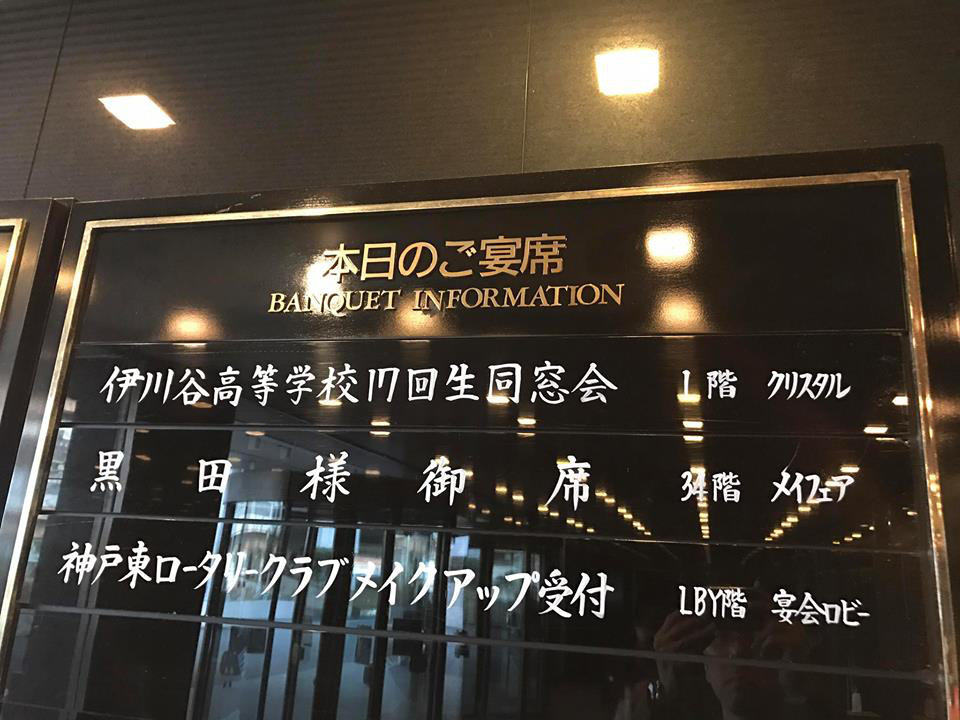 本日のご宴席
BANQUET INFORMATION
伊川谷高等学校17回生同窓会 1階 クリスタル
黒田様御席 34階 メイフェア
神戸東ロータリークラブメイクアップ受付 LBY階 宴会ロビー